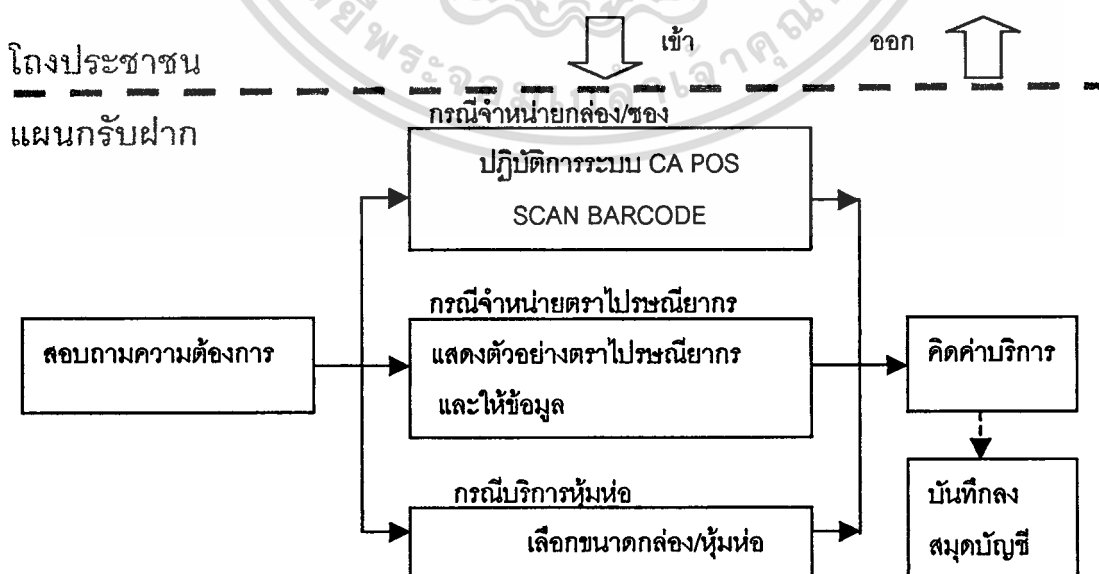 เข้า
ออก
โถงประชาชน
แผนกรับฝาก
กรณีจำหน่ายกล่อง/ซอง
ปฏิบัติการระบบ CA POS
SCAN BARCODE
กรณีจำหน่ายตราไปรษณียากร
สอบถามความต้องการ
แสดงตัวอย่างตราไปรษณียากร
และให้ข้อมูล
คิดค่าบริการ
กรณีบริการหุ้มห่อ
เลือกขนาดกล่อง/หุ้มห่อ
บันทึกลง
สมุดบัญชี